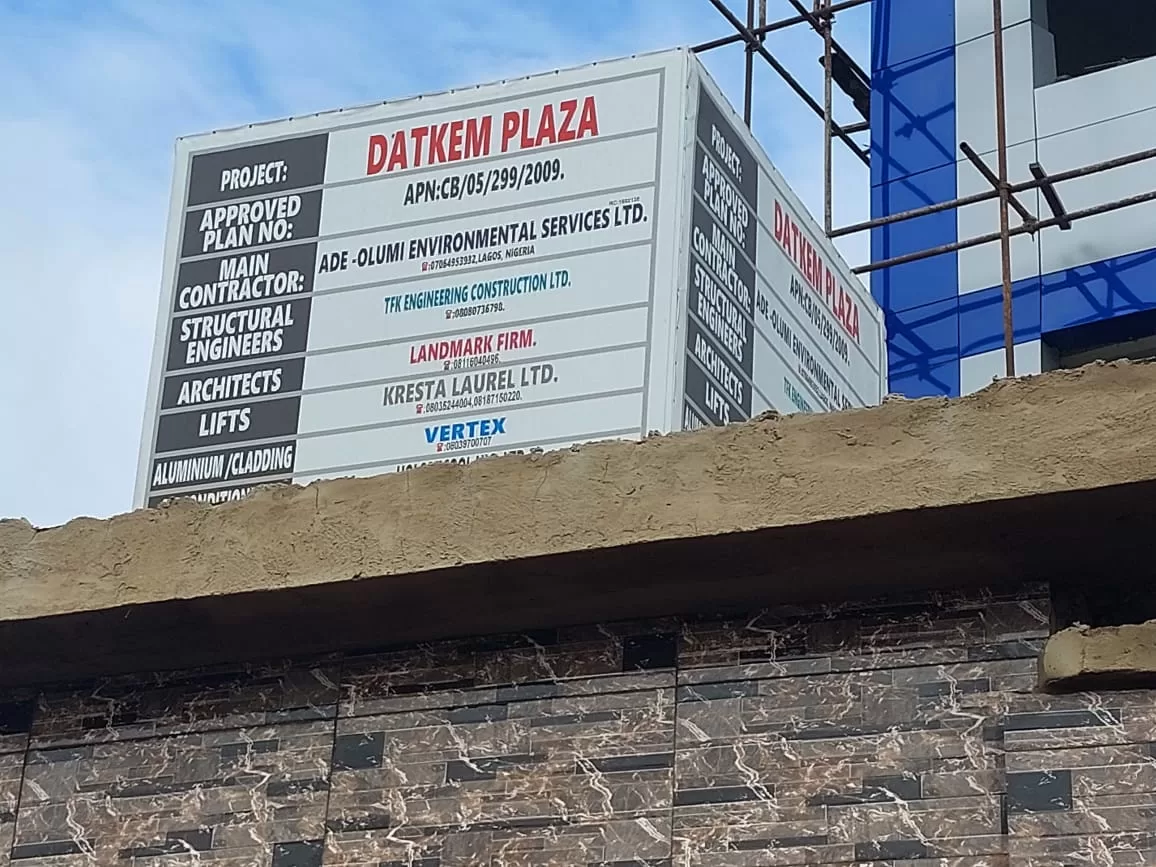 PROJECT: DATKEM PLAZA
APPROVED PLAN NO: APN:CB/05/299/2009.
MAIN CONTRACTOR: ADE -OLUMI ENVIRONMENTAL SERVICES LTD.
:07064953932, LAGOS, NIGERIA
STRUCTURAL ENGINEERS TFK ENGINEERING CONSTRUCTION LTD.
:08080736798.
ARCHITECTS LANDMARK FIRM.
:08116040496.
LIFTS KRESTA LAUREL LTD.
:08035244004,08187150220.
ALUMINIUM /CLADDING VERTEX
:08039700707
PROJECT: DATKEM PLAZA
APPROVED PLAN NO: APN:CB/05/299/2009.
MAIN CONTRACTOR: ADE -OLUMI ENVIRONMENTAL
STRUCTURAL ENGINEERS TFK ENGINEERING
ARCHITECTS
LIFTS